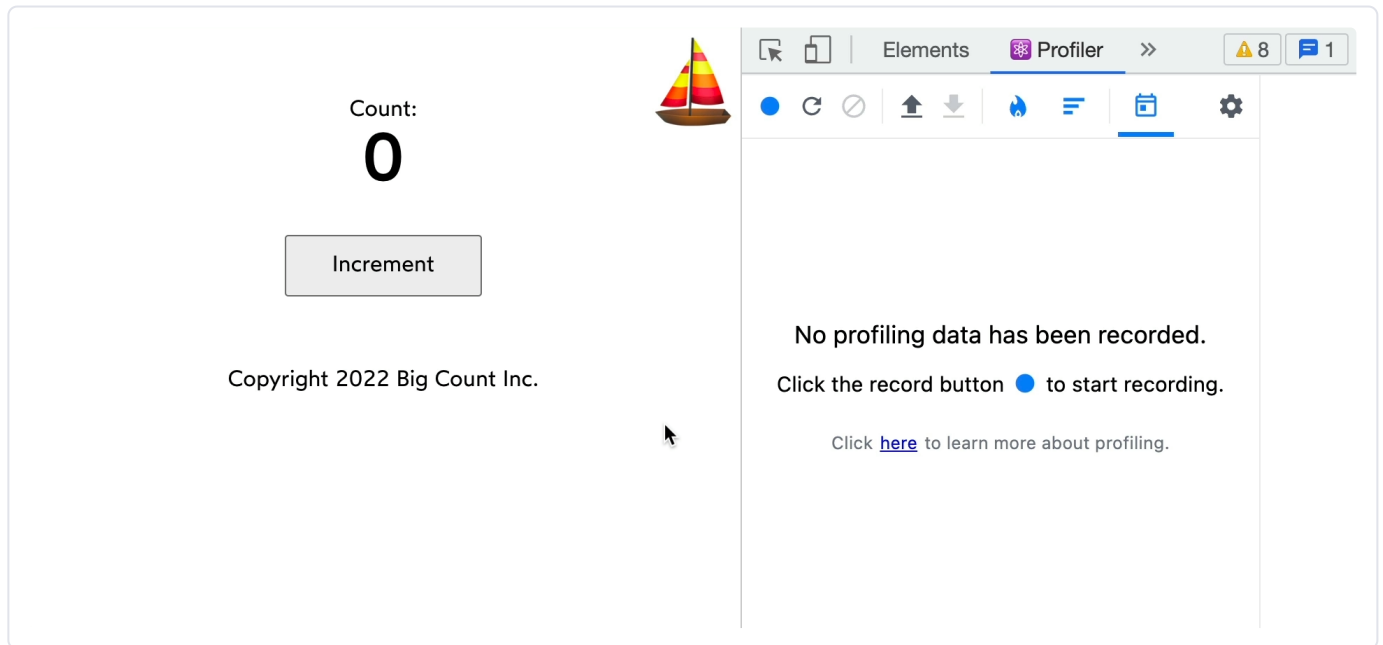 Count:
0
Increment
Copyright 2022 Big Count Inc.
Elements Profiler 8 1
No profiling data has been recorded.
Click the record button to start recording.
Click here to learn more about profiling.